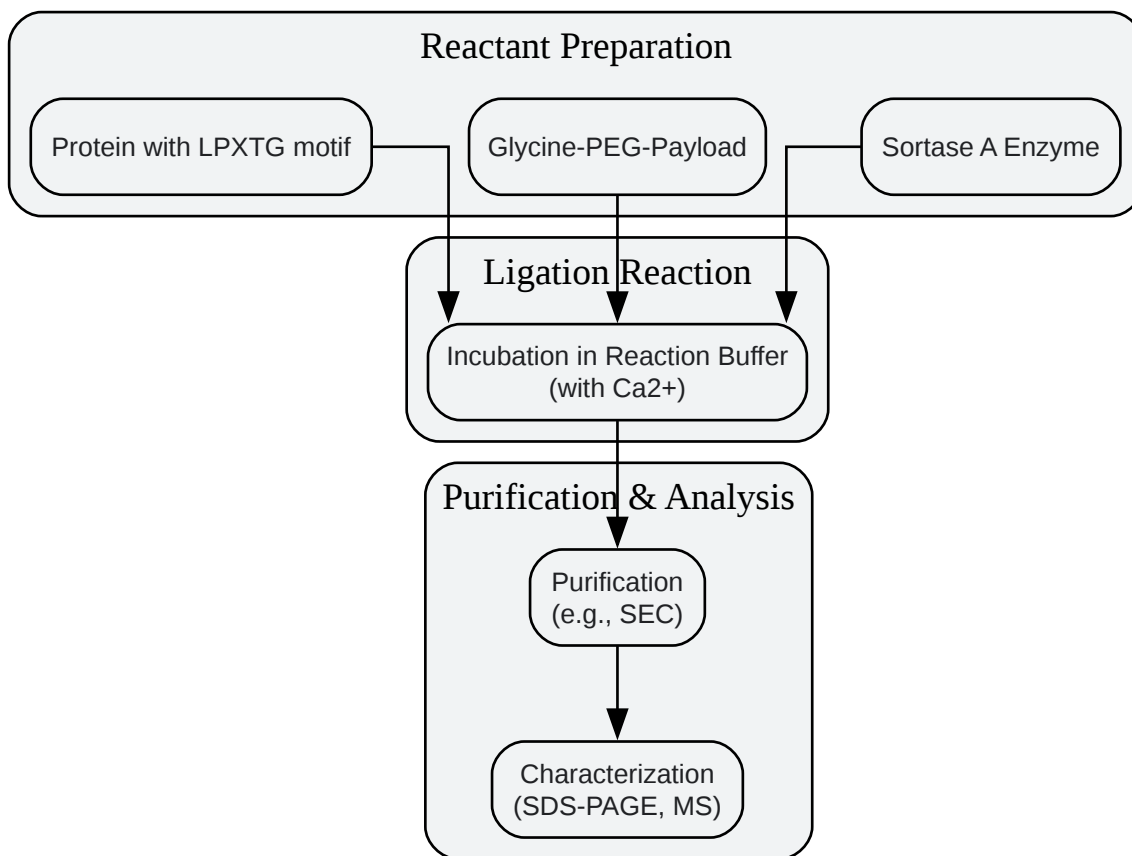 Reactant Preparation
Protein with LPXTG motif
Glycine-PEG-Payload
Sortase A Enzyme
Ligation Reaction
Incubation in Reaction Buffer
(with Ca2+)
Purification & Analysis
Purification
(e.g., SEC)
Characterization
(SDS-PAGE, MS)